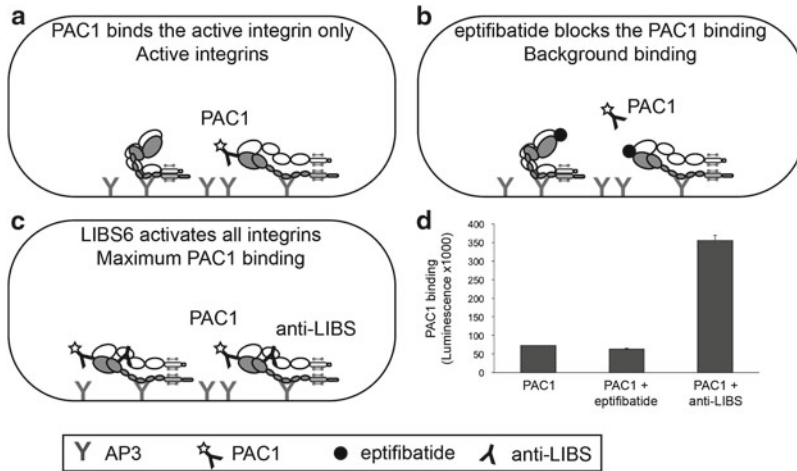 a
PAC1 binds the active integrin only
Active integrins
PAC1
b
eptifibatide blocks the PAC1 binding
Background binding
PAC1
c
LIBS6 activates all integrins
Maximum PAC1 binding
PAC1
anti-LIBS
d
PAC1 binding
(Luminescence x1000)
400
350
300
250
200
150
100
50
0
PAC1
PAC1 +
eptifibatide
PAC1 +
anti-LIBS
AP3
PAC1
eptifibatide
anti-LIBS